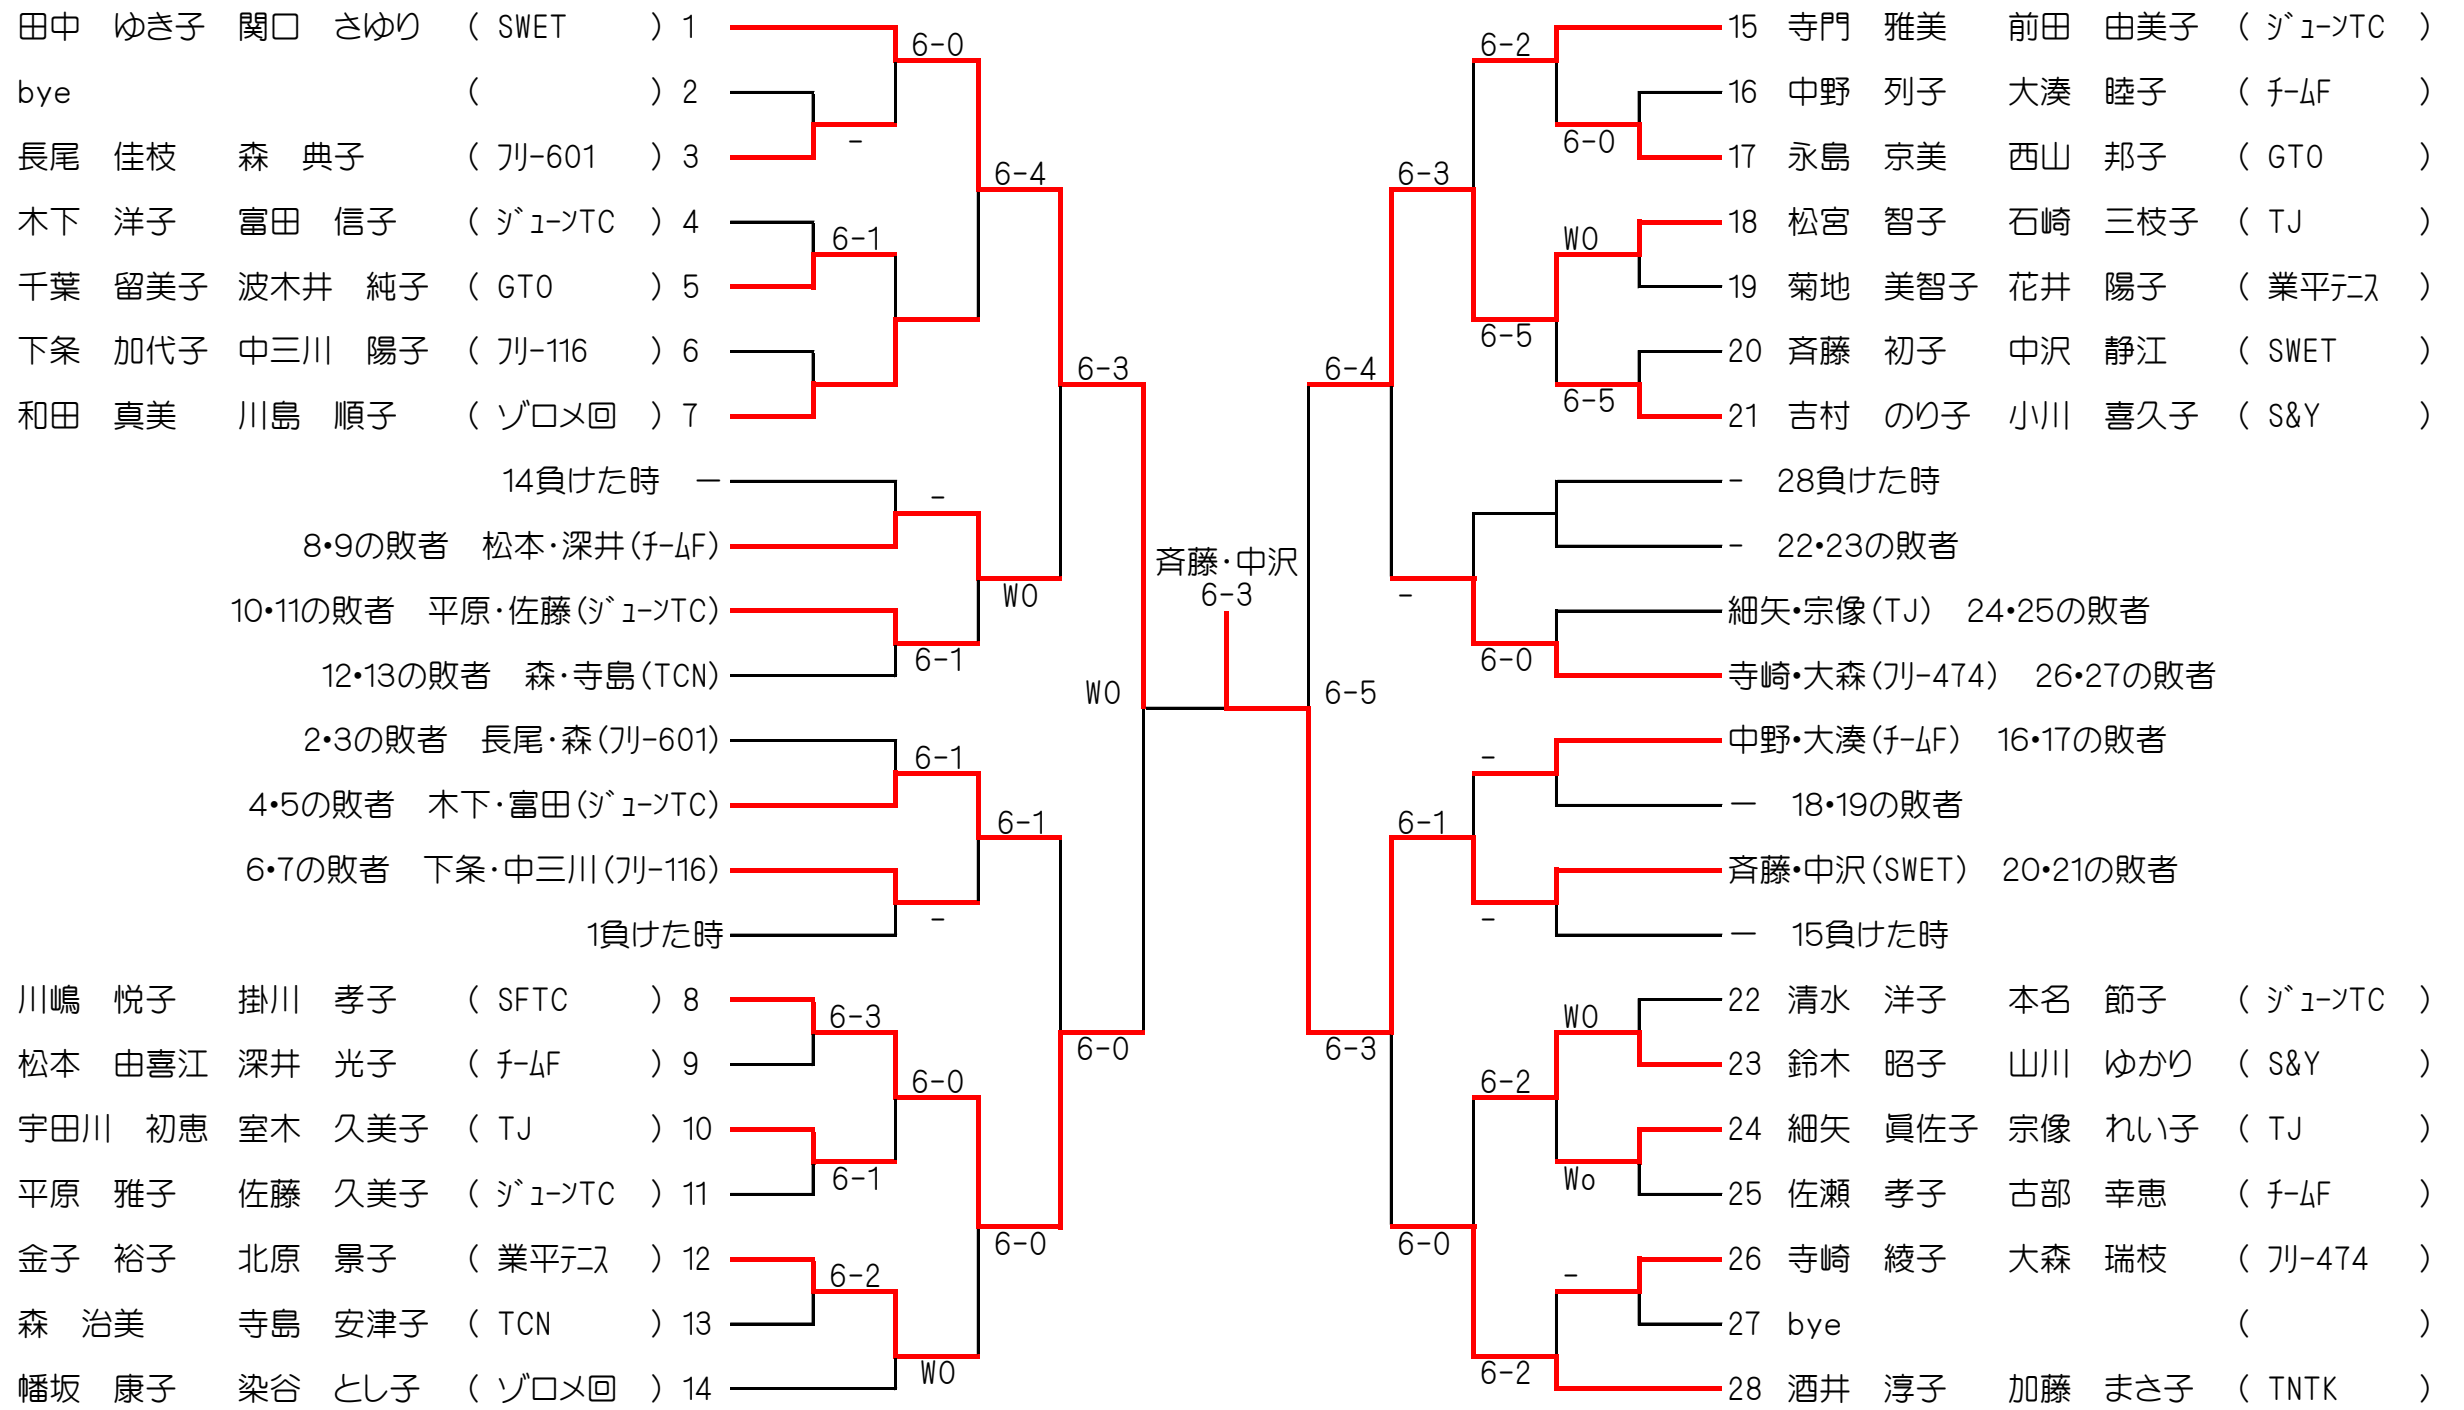 田中　ゆき子　関口　さゆり　( SWET )　1
bye　( )　2
長尾　佳枝　森　典子　( フリｰ601 )　3
木下　洋子　富田　信子　( ジューンTC )　4
千葉　留美子　波木井　純子　( GTO )　5
下条　加代子　中三川　陽子　( フリｰ116 )　6
和田　真美　川島　順子　( ゾロメ回 )　7
14負けた時　ー
8・9の敗者　松本・深井(チームF)
10・11の敗者　平原・佐藤(ジューンTC)
12・13の敗者　森・寺島(TCN)
2・3の敗者　長尾・森(フリｰ601)
4・5の敗者　木下・富田(ジューンTC)
6・7の敗者　下条・中三川(フリｰ116)
1負けた時
川嶋　悦子　掛川　孝子　( SFTC )　8
松本　由喜江　深井　光子　( チームF )　9
宇田川　初恵　室木　久美子　( TJ )　10
平原　雅子　佐藤　久美子　( ジューンTC )　11
金子　裕子　北原　景子　( 業平テニス )　12
森　治美　寺島　安津子　( TCN )　13
幡坂　康子　染谷　とし子　( ゾロメ回 )　14
6-0
-
6-4
6-1
6-3
-
WO
6-1
WO
6-1
6-1
-
6-0
6-3
6-0
6-1
6-0
6-2
WO
斉藤・中沢
6-3
6-2
6-0
6-3
WO
6-5
6-5
6-4
-
6-0
6-5
-
6-1
-
6-3
WO
6-2
Wo
6-0
-
6-2
15　寺門　雅美　前田　由美子　( ジューンTC )
16　中野　列子　大湊　睦子　( チームF )
17　永島　京美　西山　邦子　( GTO )
18　松宮　智子　石崎　三枝子　( TJ )
19　菊地　美智子　花井　陽子　( 業平テニス )
20　斉藤　初子　中沢　静江　( SWET )
21　吉村　のり子　小川　喜久子　( S&Y )
-　28負けた時
-　22・23の敗者
細矢・宗像(TJ)　24・25の敗者
寺崎・大森(フリｰ474)　26・27の敗者
中野・大湊(チームF)　16・17の敗者
ー　18・19の敗者
斉藤・中沢(SWET)　20・21の敗者
ー　15負けた時
22　清水　洋子　本名　節子　( ジューンTC )
23　鈴木　昭子　山川　ゆかり　( S&Y )
24　細矢　眞佐子　宗像　れい子　( TJ )
25　佐瀬　孝子　古部　幸恵　( チームF )
26　寺崎　綾子　大森　瑞枝　( フリｰ474 )
27　bye　( )
28　酒井　淳子　加藤　まさ子　( TNTK )